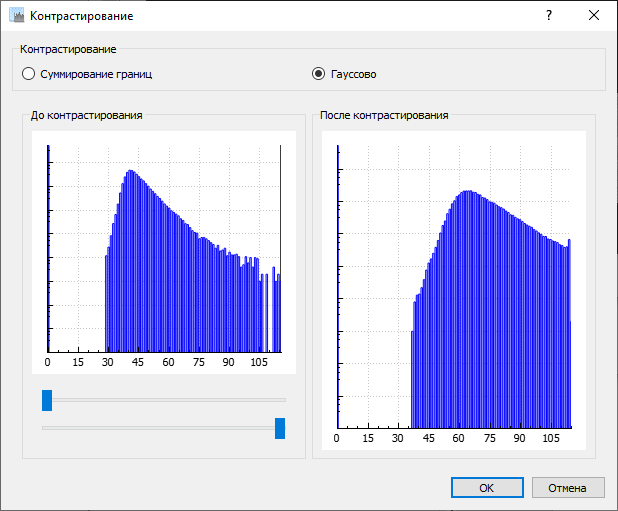 Контрастирование
?
Контрастирование
Суммирование границ
Гауссово
До контрастирования
После контрастирования
0 15 30 45 60 75 90 105
0 15 30 45 60 75 90 105
OK
Отмена